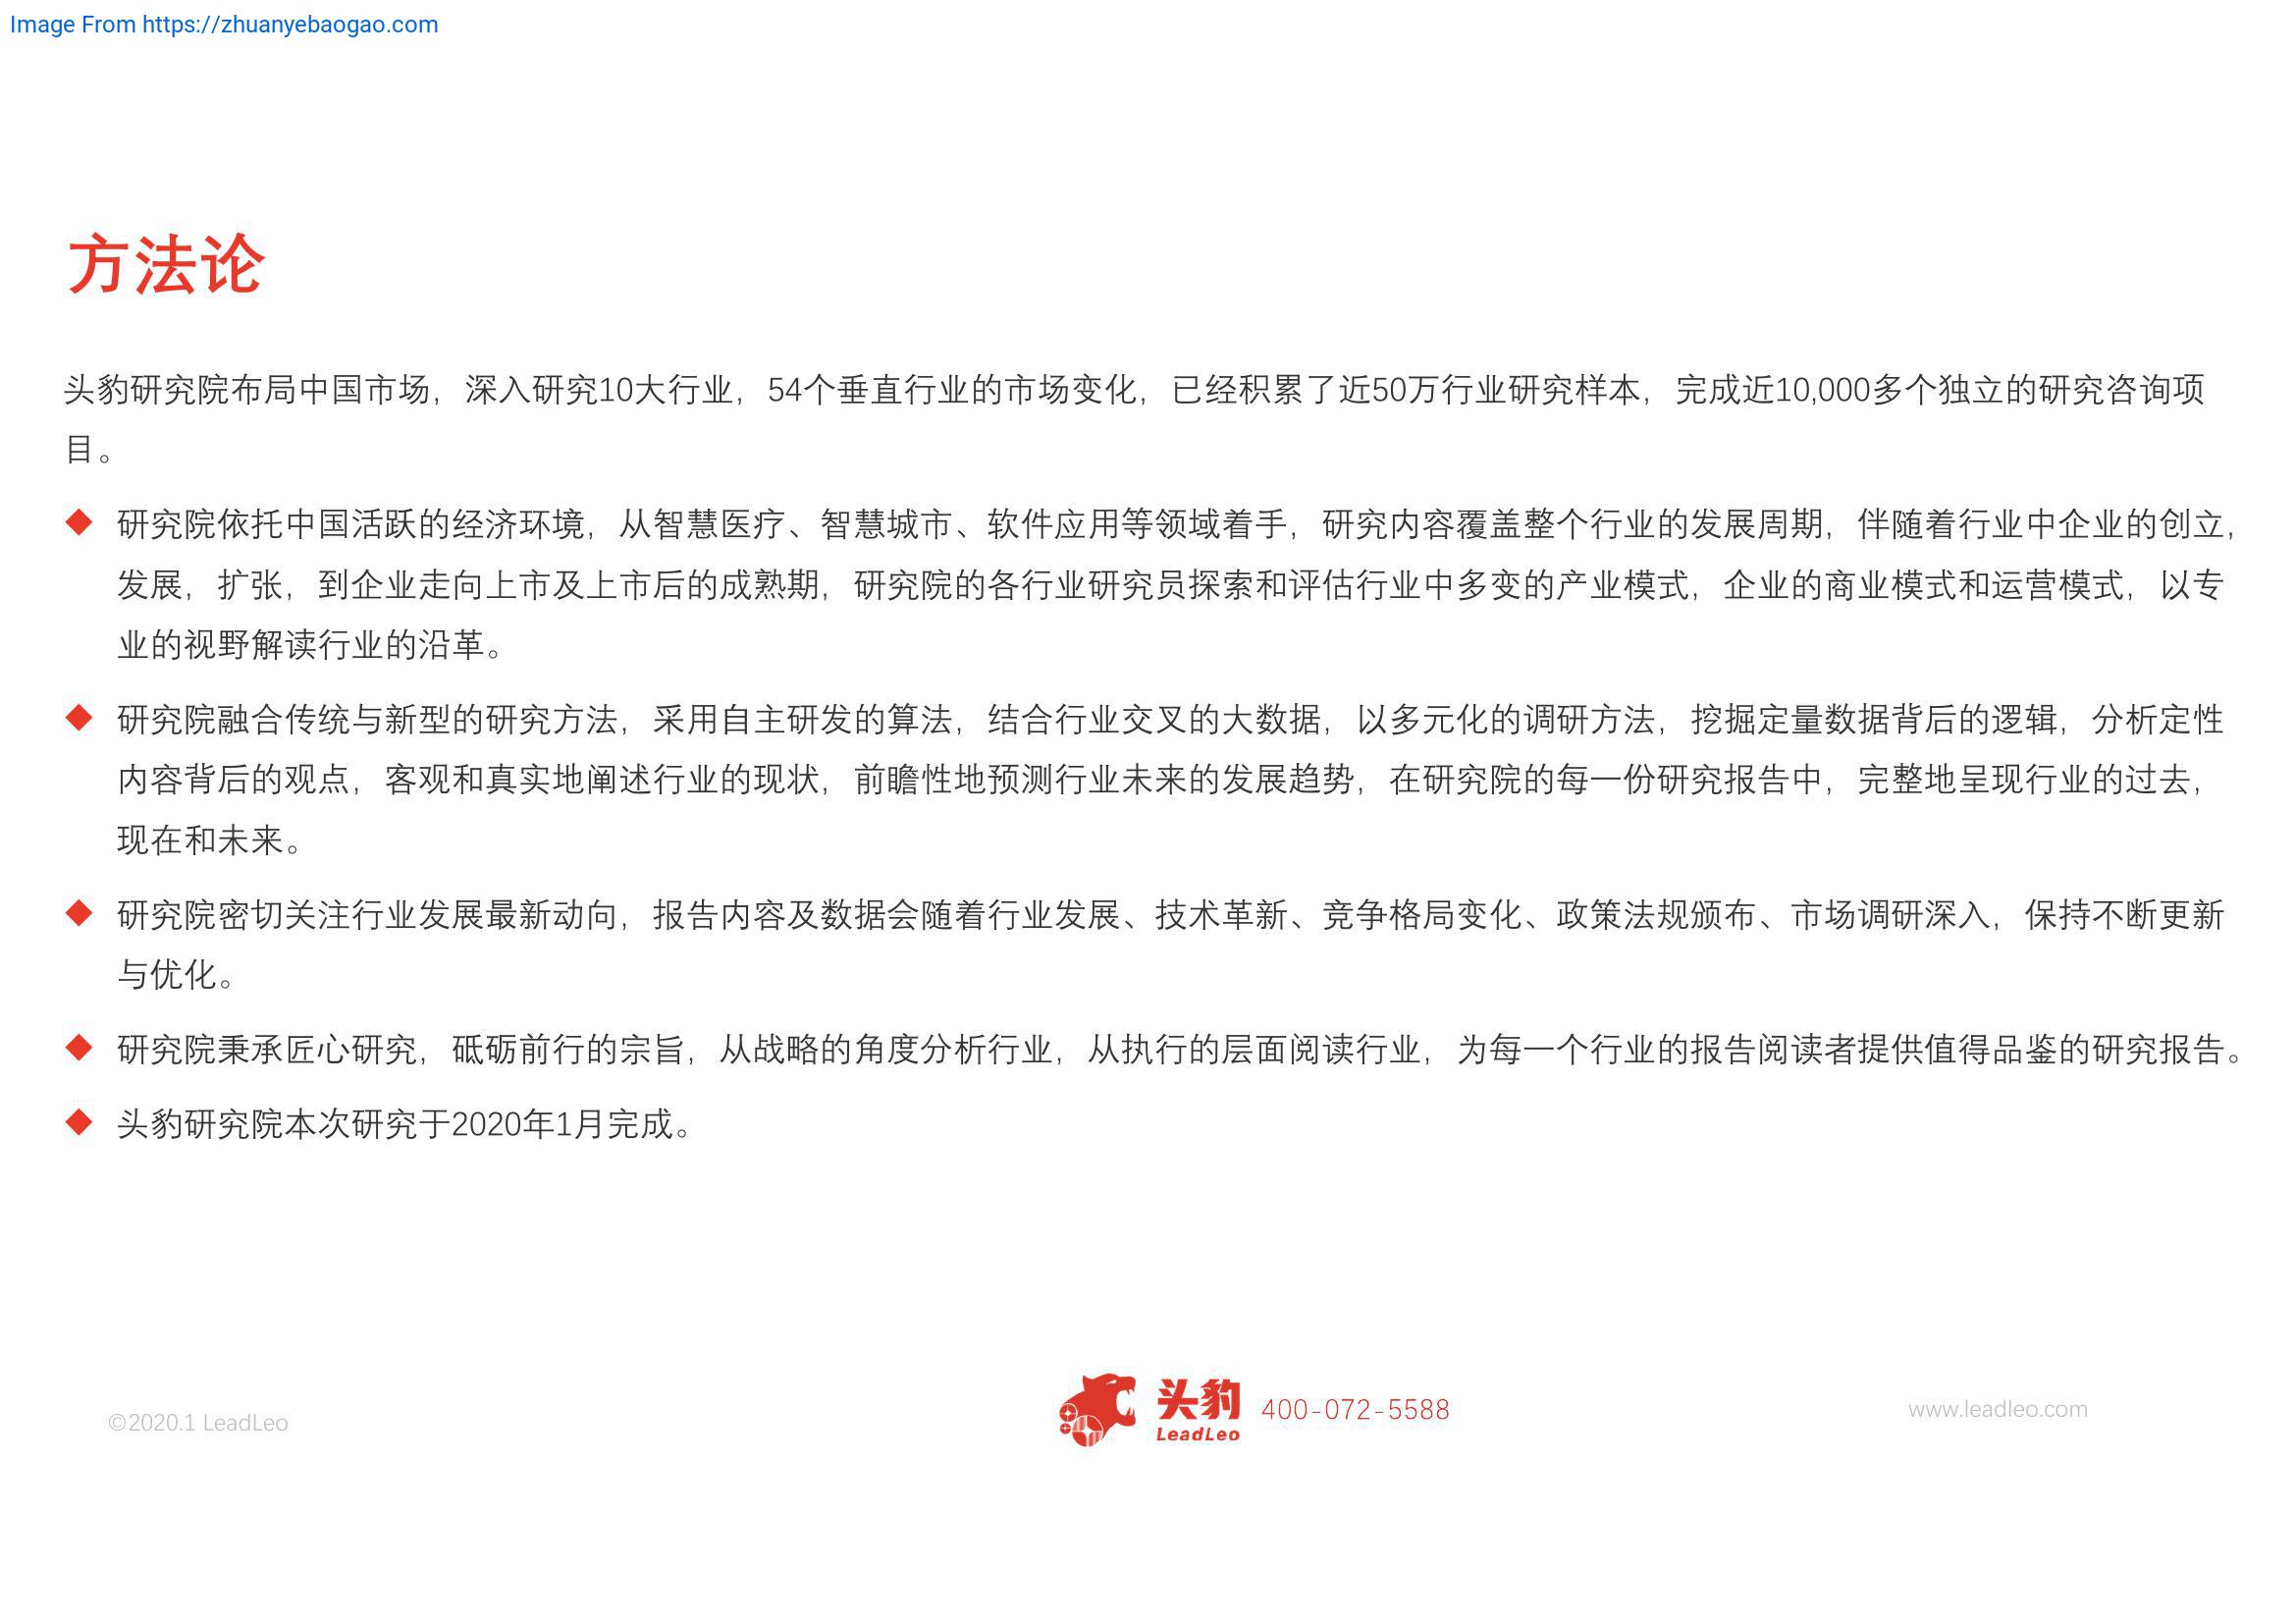 Image From https://zhuanyebaogao.com
方法论
头豹研究院布局中国市场，深入研究10大行业，54个垂直行业的市场变化，已经积累了近50万行业研究样本，完成近10,000多个独立的研究咨询项
目。
◆ 研究院依托中国活跃的经济环境，从智慧医疗、智慧城市、软件应用等领域着手，研究内容覆盖整个行业的发展周期，伴随着行业中企业的创立，
发展，扩张，到企业走向上市及上市后的成熟期，研究院的各行业研究员探索和评估行业中多变的产业模式，企业的商业模式和运营模式，以专
业的视野解读行业的沿革。
◆ 研究院融合传统与新型的研究方法，采用自主研发的算法，结合行业交叉的大数据，以多元化的调研方法，挖掘定量数据背后的逻辑，分析定性
内容背后的观点，客观和真实地阐述行业的现状，前瞻性地预测行业未来的发展趋势，在研究院的每一份研究报告中，完整地呈现行业的过去，
现在和未来。
◆ 研究院密切关注行业发展最新动向，报告内容及数据会随着行业发展、技术革新、竞争格局变化、政策法规颁布、市场调研深入，保持不断更新
与优化。
◆ 研究院秉承匠心研究，砥砺前行的宗旨，从战略的角度分析行业，从执行的层面阅读行业，为每一个行业的报告阅读者提供值得品鉴的研究报告。
◆ 头豹研究院本次研究于2020年1月完成。
©2020.1 LeadLeo
头豹
LeadLeo
400-072-5588
www.leadleo.com